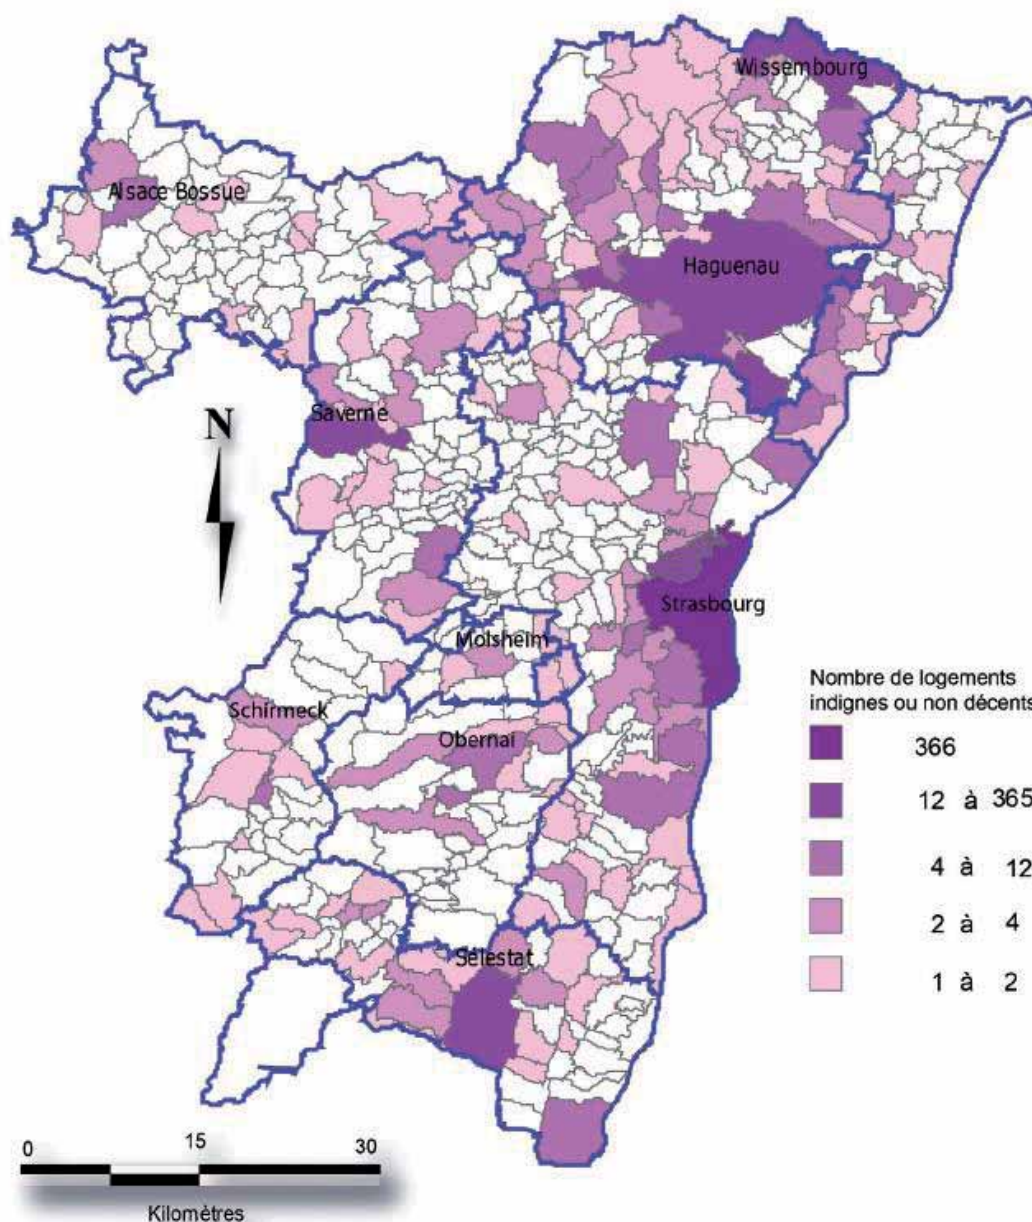 Wissembourg
Alsace Bossue
Haguenau
Saverne
N
Strasbourg
Molsheim
Schirmeck
Obernai
Sélestat
Nombre de logements
indignes ou non décents
366
12 à 365
4 à 12
2 à 4
1 à 2
0 15 30
Kilomètres